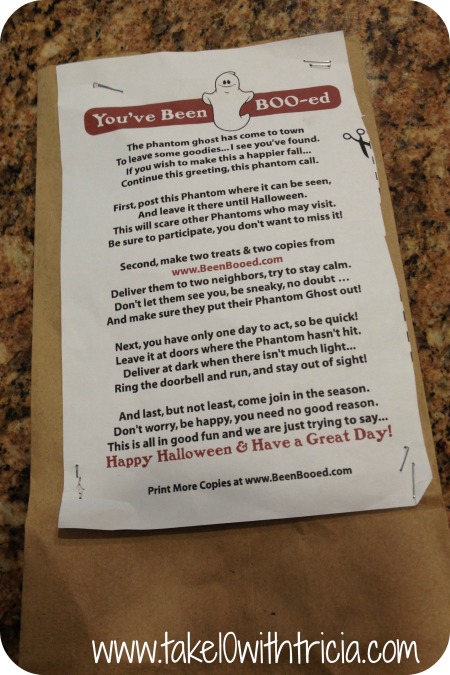 You've Been BOO-ed
The phantom ghost has come to town
To leave some goodies... I see you've found.
If you wish to make this a happier fall...
Continue this greeting, this phantom call.
First, post this Phantom where it can be seen,
And leave it there until Halloween.
This will scare other Phantoms who may visit.
Be sure to participate, you don't want to miss it!
Second, make two treats & two copies from
www.BeenBooed.com
Deliver them to two neighbors, try to stay calm.
Don't let them see you, be sneaky, no doubt ...
And make sure they put their Phantom Ghost out!
Next, you have only one day to act, so be quick!
Leave it at doors where the Phantom hasn't hit.
Deliver at dark when there isn't much light...
Ring the doorbell and run, and stay out of sight!
And last, but not least, come join in the season.
Don't worry, be happy, you need no good reason.
This is all in good fun and we are just trying to say...
Happy Halloween & Have a Great Day!
Print More Copies at www.BeenBooed.com
www.take10withtricia.com